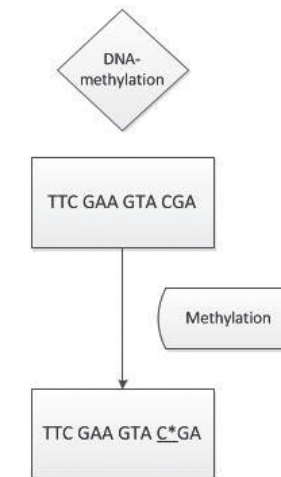 DNA-
methylation
TTC GAA GTA CGA
Methylation
TTC GAA GTA C*GA